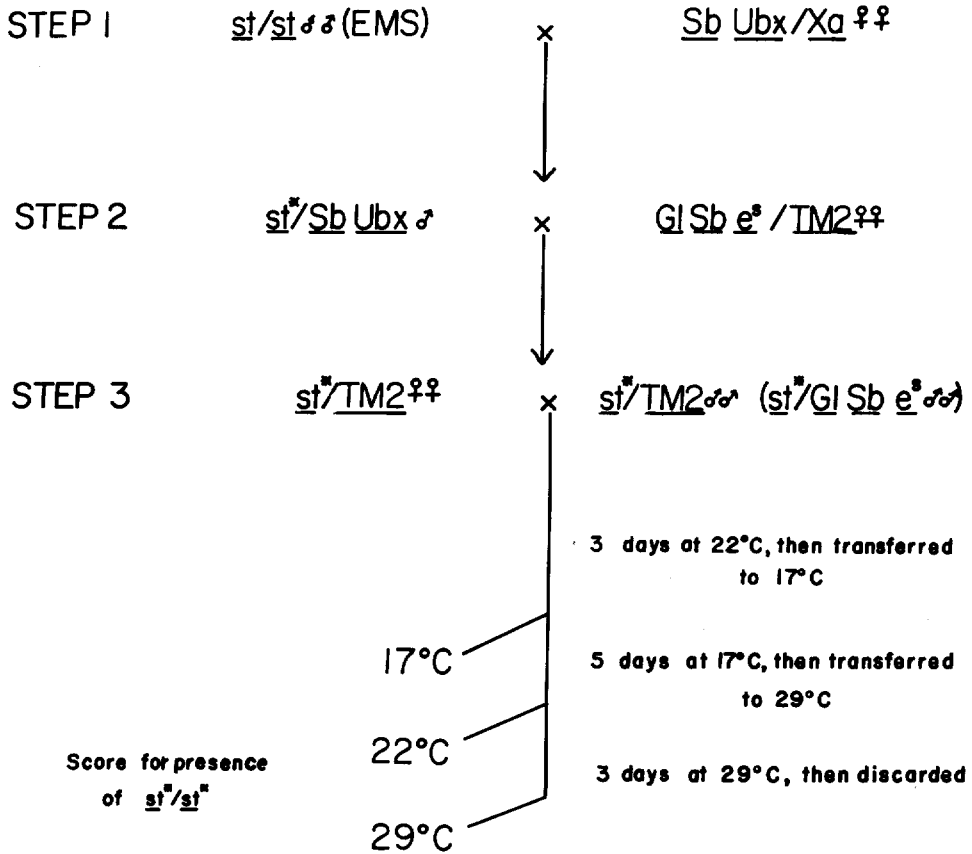 STEP 1 st/st ♂♂ (EMS) × Sb Ubx/Xa ♀♀
STEP 2 st*/Sb Ubx ♂ × Gl Sb eˢ/TM2 ♀♀
STEP 3 st*/TM2 ♀♀ × st*/TM2 ♂♂ (st*/Gl Sb eˢ ♂♂)
3 days at 22°C, then transferred
to 17°C
17°C
5 days at 17°C, then transferred
to 29°C
22°C
Score for presence
of st*/st*
3 days at 29°C, then discarded
29°C